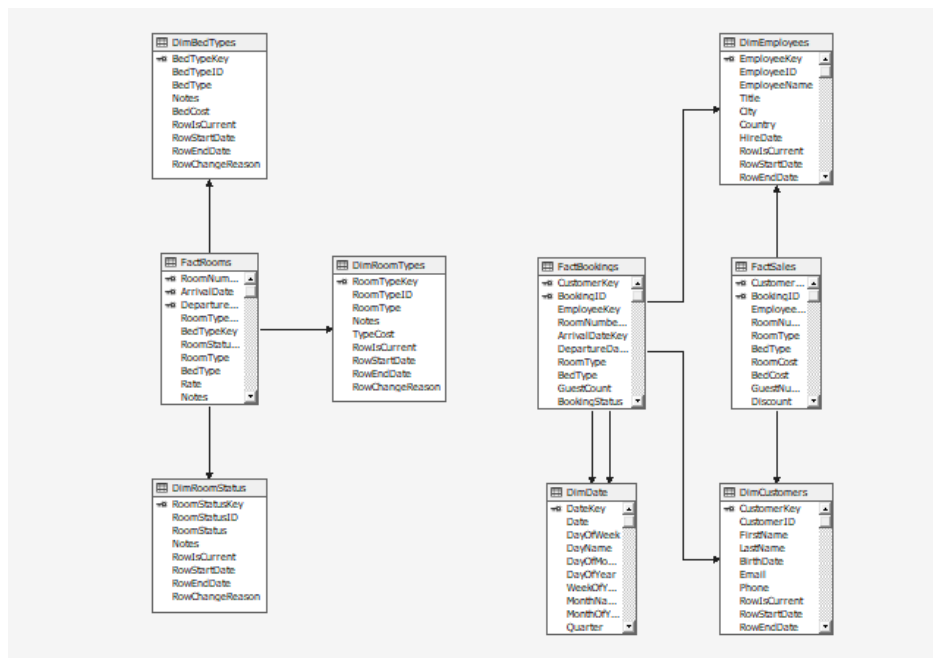 DimBedTypes
BedTypeKey
BedTypeID
BedType
Notes
BedCost
RowIsCurrent
RowStartDate
RowEndDate
RowChangeReason
DimEmployees
EmployeeKey
EmployeeID
EmployeeName
Title
City
Country
HireDate
RowIsCurrent
RowStartDate
RowEndDate
FactRooms
RoomNum...
ArrivalDate
Departure...
RoomType...
BedTypeKey
RoomStatu...
RoomType
BedType
Rate
Notes
DimRoomTypes
RoomTypeKey
RoomTypeID
RoomType
Notes
TypeCost
RowIsCurrent
RowStartDate
RowEndDate
RowChangeReason
FactBookings
CustomerKey
BookingID
EmployeeKey
RoomNumbe...
ArrivalDateKey
DepartureDa...
RoomType
BedType
GuestCount
BookingStatus
FactSales
Customer...
BookingID
Employee...
RoomNu...
RoomType
BedType
RoomCost
BedCost
GuestNu...
Discount
DimRoomStatus
RoomStatusKey
RoomStatusID
RoomStatus
Notes
RowIsCurrent
RowStartDate
RowEndDate
RowChangeReason
DimDate
DateKey
Date
DayOfWeek
DayName
DayOfMo...
DayOfYear
WeekOfY...
MonthNa...
MonthOfY...
Quarter
DimCustomers
CustomerKey
CustomerID
FirstName
LastName
BirthDate
Email
Phone
RowIsCurrent
RowStartDate
RowEndDate